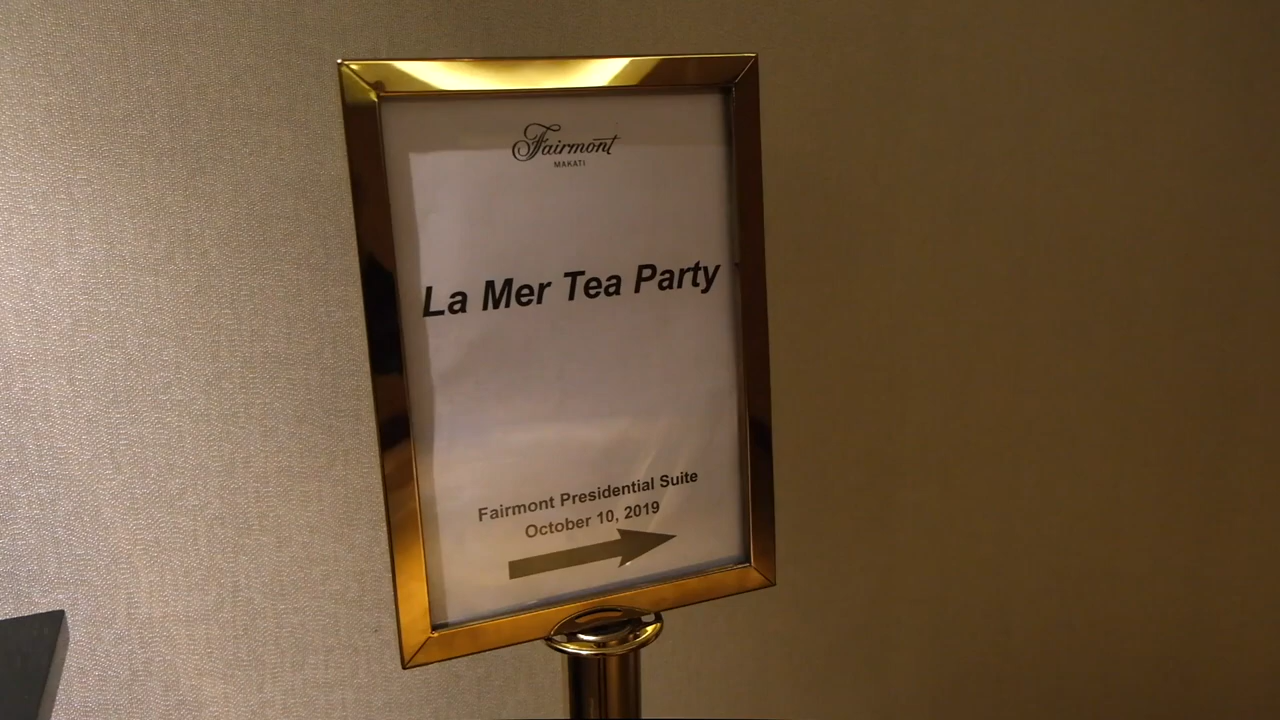 Fairmont
MAKATI
La Mer Tea Party
Fairmont Presidential Suite
October 10, 2019